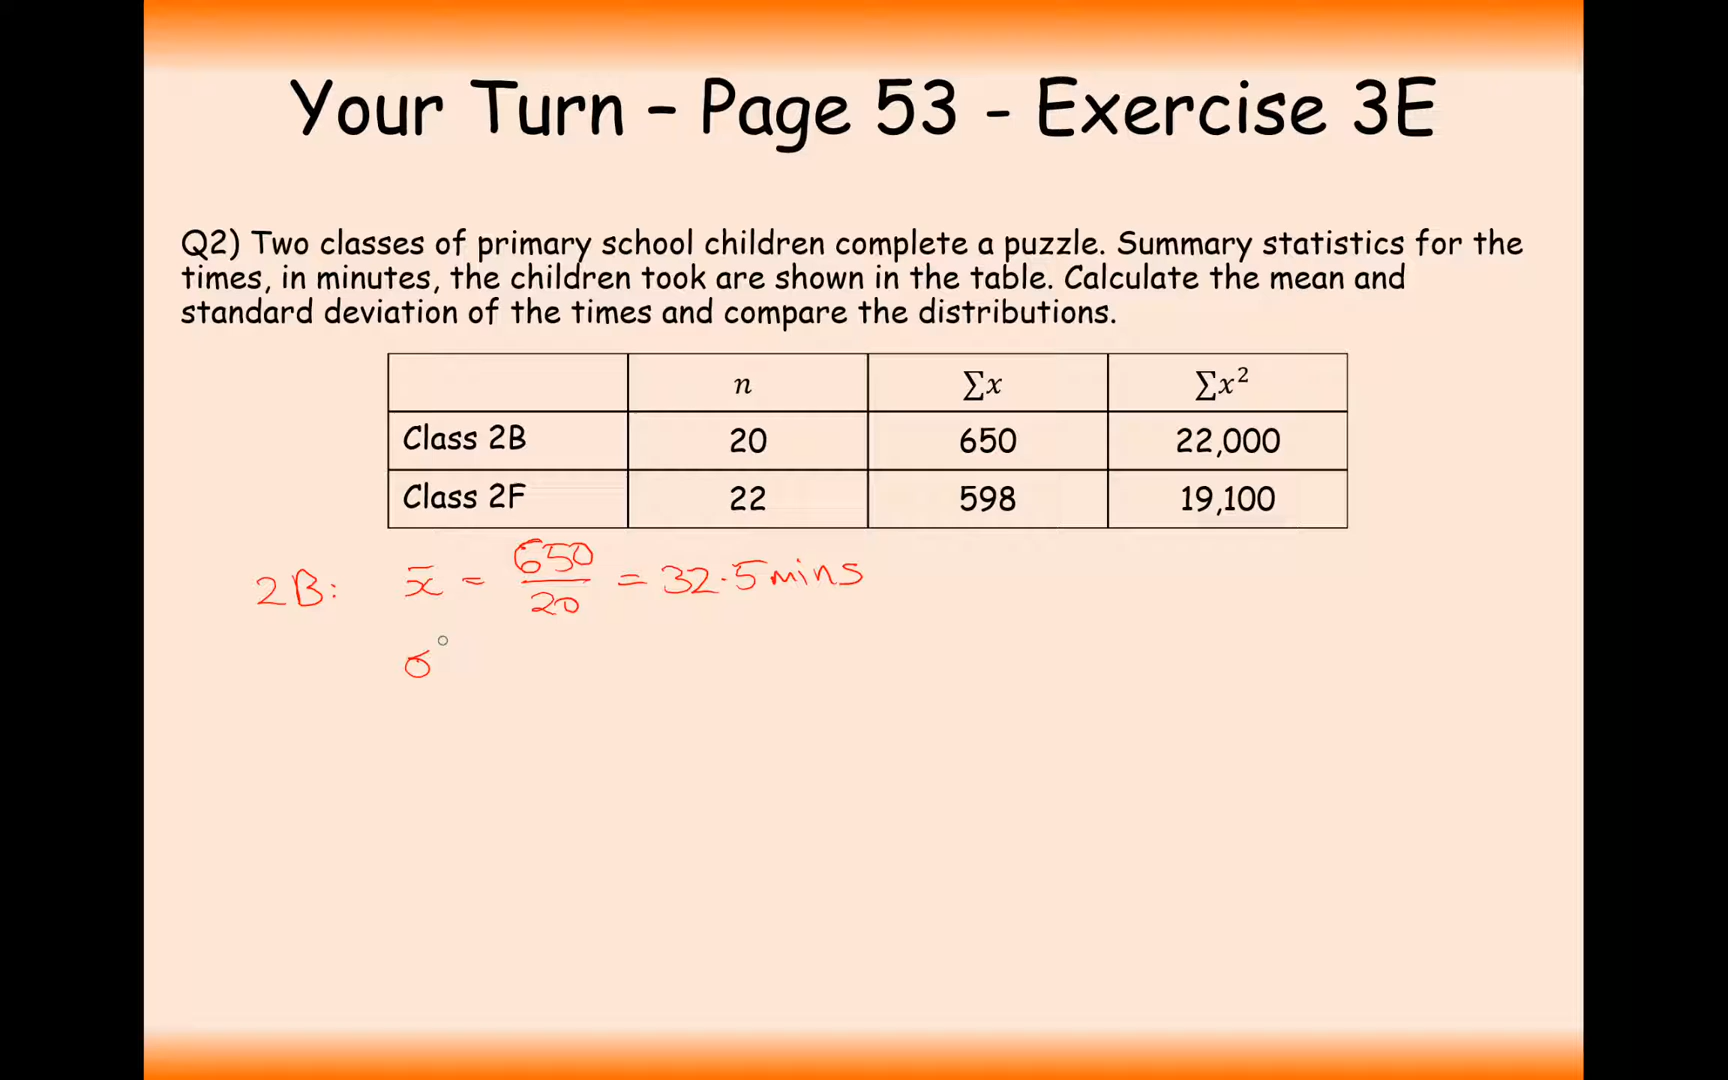 Your Turn – Page 53 - Exercise 3E
Q2) Two classes of primary school children complete a puzzle. Summary statistics for the
times, in minutes, the children took are shown in the table. Calculate the mean and
standard deviation of the times and compare the distributions.
n ∑x ∑x²
Class 2B 20 650 22,000
Class 2F 22 598 19,100
2B: x̄ = 650/20 = 32.5mins
σ